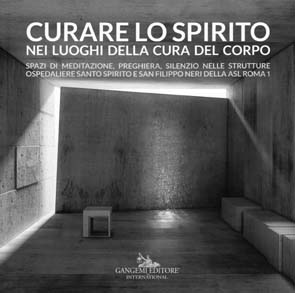 CURARE LO SPIRITO
NEI LUOGHI DELLA CURA DEL CORPO
SPAZI DI MEDITAZIONE, PREGHIERA, SILENZIO NELLE STRUTTURE
OSPEDALIERE SANTO SPIRITO E SAN FILIPPO NERI DELLA ASL ROMA 1
GANGEMI EDITORE
INTERNATIONAL